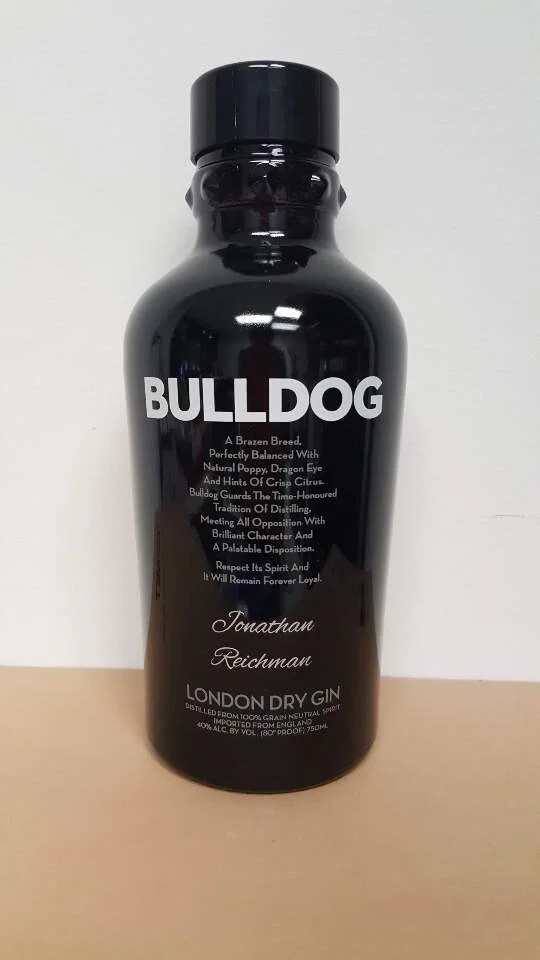 BULLDOG
A Brazen Breed,
Perfectly Balanced With
Natural Poppy, Dragon Eye
And Hints Of Crisp Citrus.
Bulldog Guards The Time-Honoured
Tradition Of Distilling,
Meeting All Opposition With
Brilliant Character And
A Palatable Disposition.
Respect Its Spirit And
It Will Remain Forever Loyal.
Jonathan
Reichman
LONDON DRY GIN
DISTILLED FROM 100% GRAIN NEUTRAL SPIRIT
IMPORTED FROM ENGLAND
40% ALC. BY VOL. (80° PROOF) 750ML